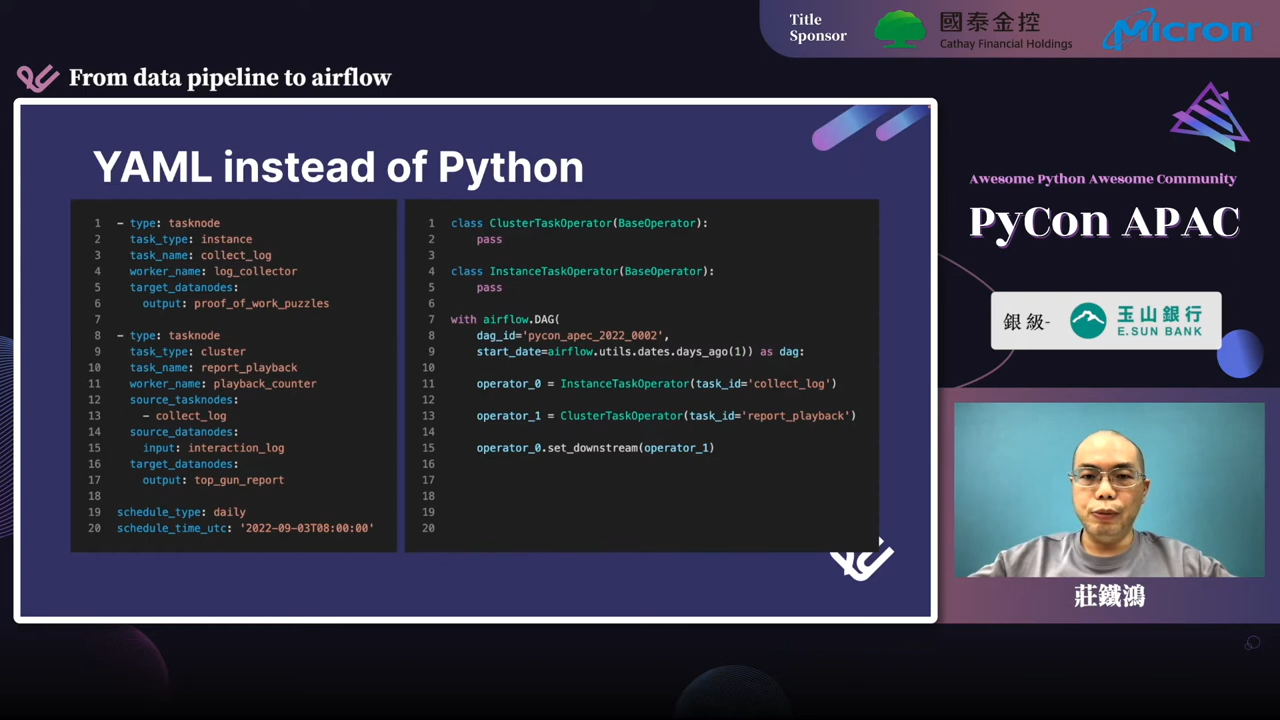 Title
Sponsor
國泰金控
Cathay Financial Holdings
Micron
From data pipeline to airflow
YAML instead of Python
1 - type: tasknode
2 task_type: instance
3 task_name: collect_log
4 worker_name: log_collector
5 target_datanodes:
6 output: proof_of_work_puzzles
7
8 - type: tasknode
9 task_type: cluster
10 task_name: report_playback
11 worker_name: playback_counter
12 source_tasknodes:
13 - collect_log
14 source_datanodes:
15 input: interaction_log
16 target_datanodes:
17 output: top_gun_report
18
19 schedule_type: daily
20 schedule_time_utc: '2022-09-03T08:00:00'
1 class ClusterTaskOperator(BaseOperator):
2 pass
3
4 class InstanceTaskOperator(BaseOperator):
5 pass
6
7 with airflow.DAG(
8 dag_id='pycon_apec_2022_0002',
9 start_date=airflow.utils.dates.days_ago(1)) as dag:
10
11 operator_0 = InstanceTaskOperator(task_id='collect_log')
12
13 operator_1 = ClusterTaskOperator(task_id='report_playback')
14
15 operator_0.set_downstream(operator_1)
16
17
18
19
20
Awesome Python Awesome Community
PyCon APAC
銀級-
玉山銀行
E.SUN BANK
莊鐵鴻